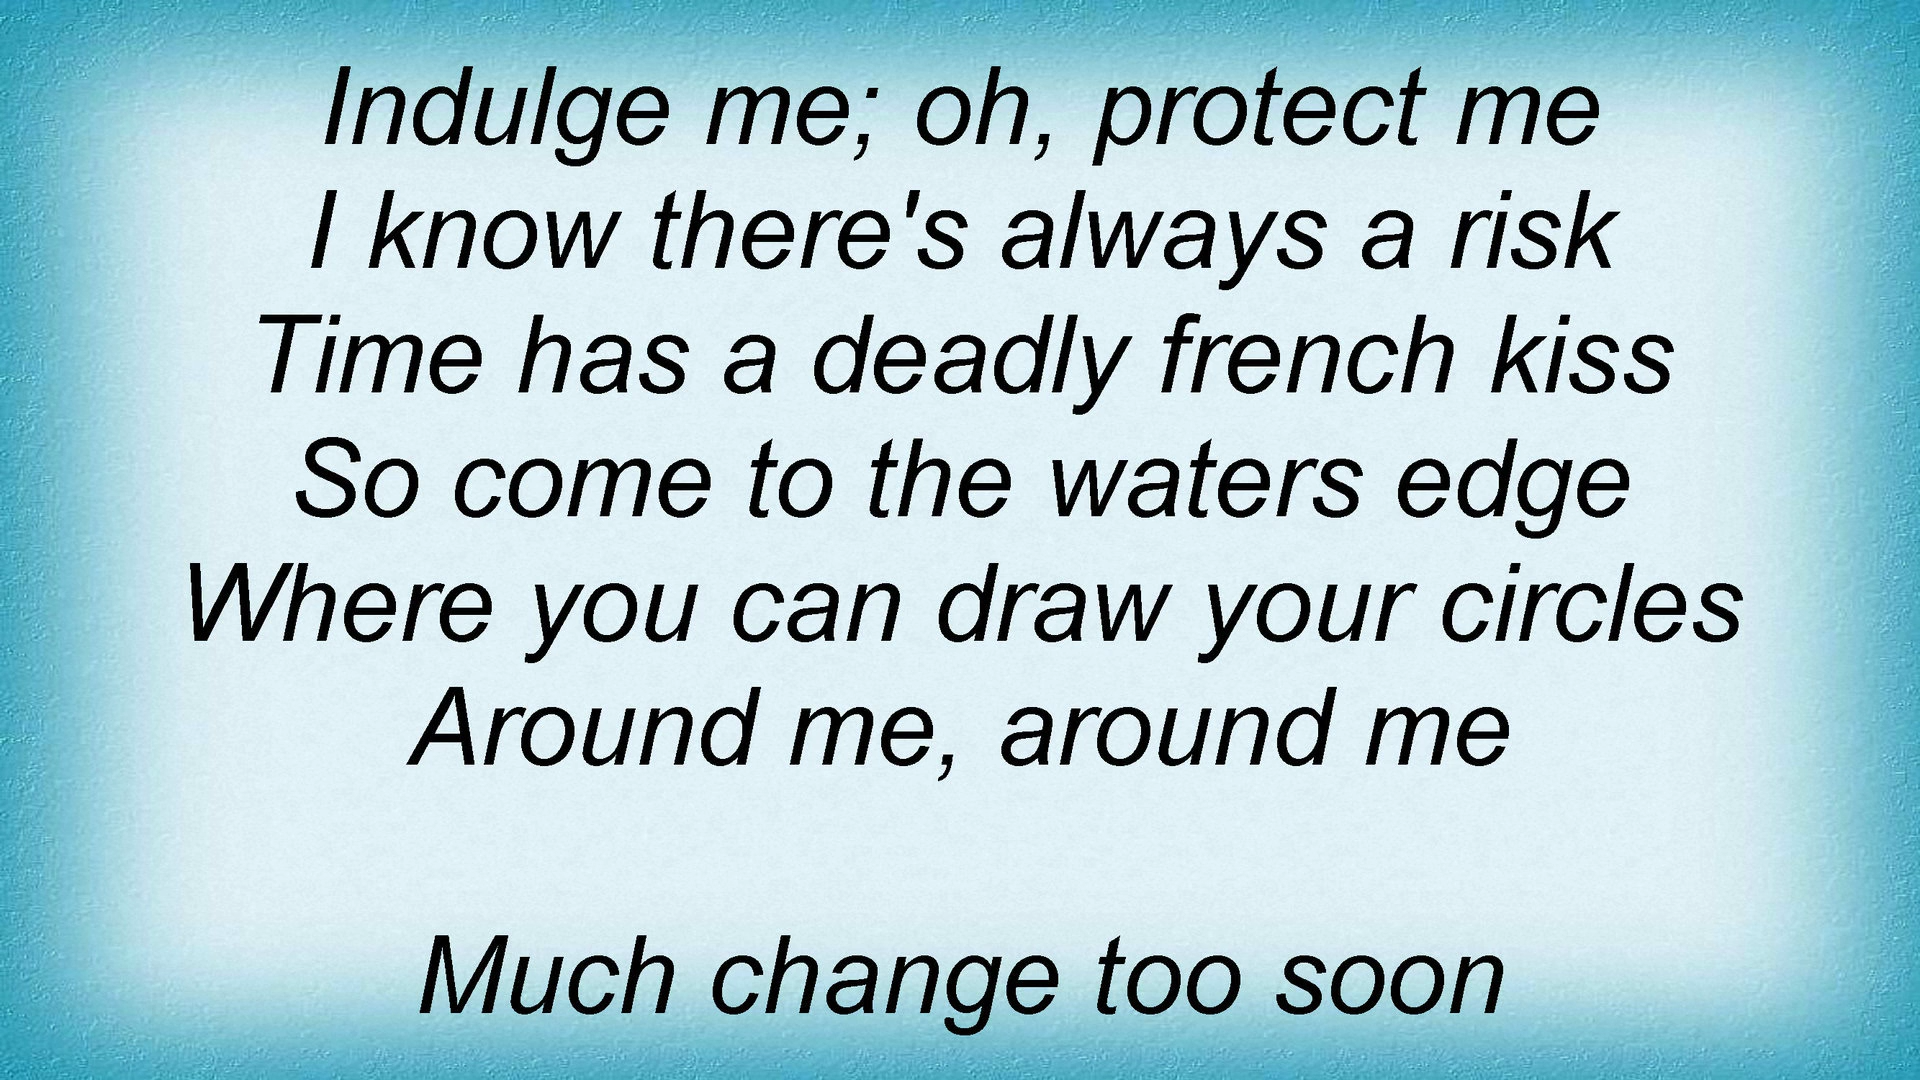 Indulge me; oh, protect me
I know there's always a risk
Time has a deadly french kiss
So come to the waters edge
Where you can draw your circles
Around me, around me
Much change too soon